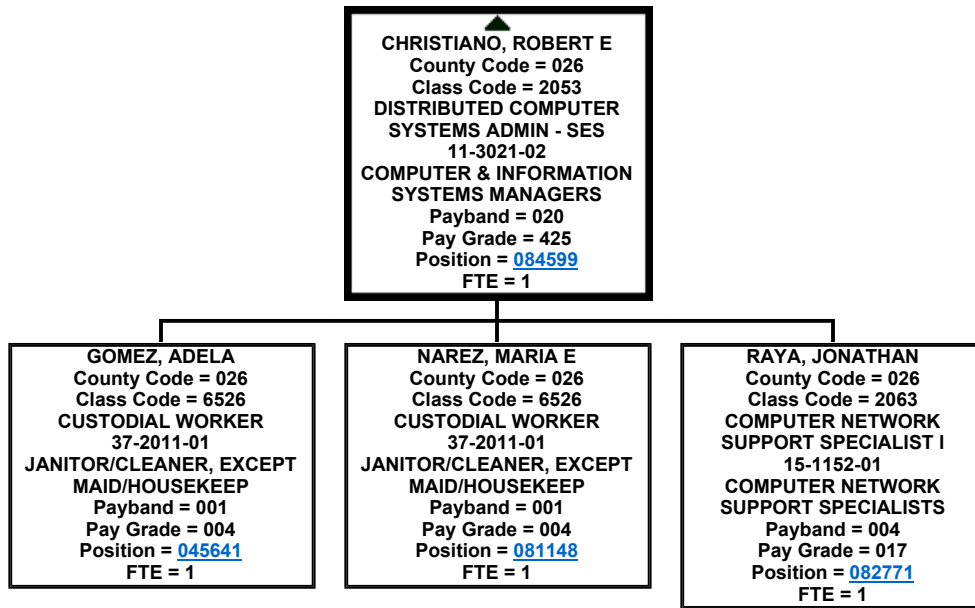 CHRISTIANO, ROBERT E
County Code = 026
Class Code = 2053
DISTRIBUTED COMPUTER
SYSTEMS ADMIN - SES
11-3021-02
COMPUTER & INFORMATION
SYSTEMS MANAGERS
Payband = 020
Pay Grade = 425
Position = 084599
FTE = 1
GOMEZ, ADELA
County Code = 026
Class Code = 6526
CUSTODIAL WORKER
37-2011-01
JANITOR/CLEANER, EXCEPT
MAID/HOUSEKEEP
Payband = 001
Pay Grade = 004
Position = 045641
FTE = 1
NAREZ, MARIA E
County Code = 026
Class Code = 6526
CUSTODIAL WORKER
37-2011-01
JANITOR/CLEANER, EXCEPT
MAID/HOUSEKEEP
Payband = 001
Pay Grade = 004
Position = 081148
FTE = 1
RAYA, JONATHAN
County Code = 026
Class Code = 2063
COMPUTER NETWORK
SUPPORT SPECIALIST I
15-1152-01
COMPUTER NETWORK
SUPPORT SPECIALISTS
Payband = 004
Pay Grade = 017
Position = 082771
FTE = 1